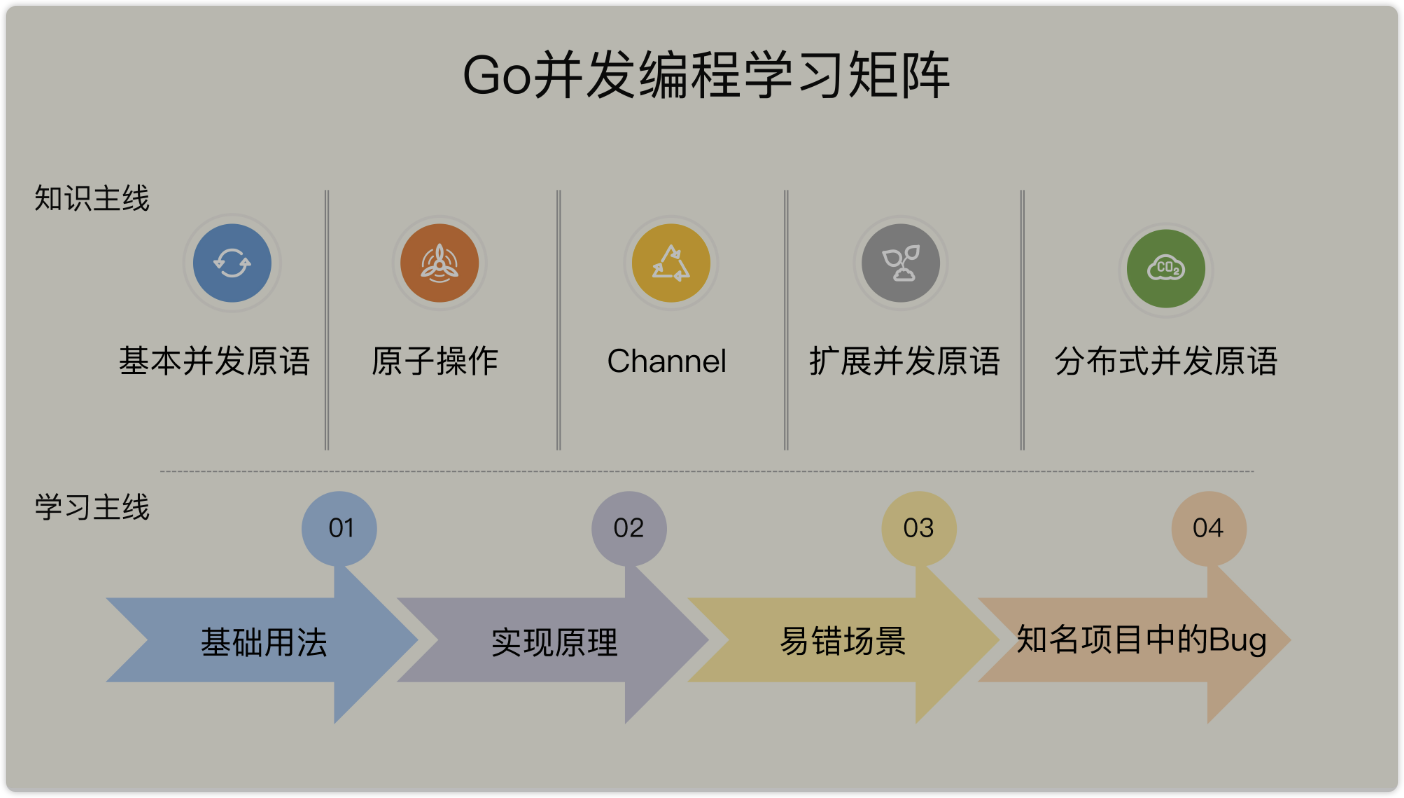 Go并发编程学习矩阵
知识主线
CO₂
基本并发原语
原子操作
Channel
扩展并发原语
分布式并发原语
学习主线
01
02
03
04
基础用法
实现原理
易错场景
知名项目中的Bug